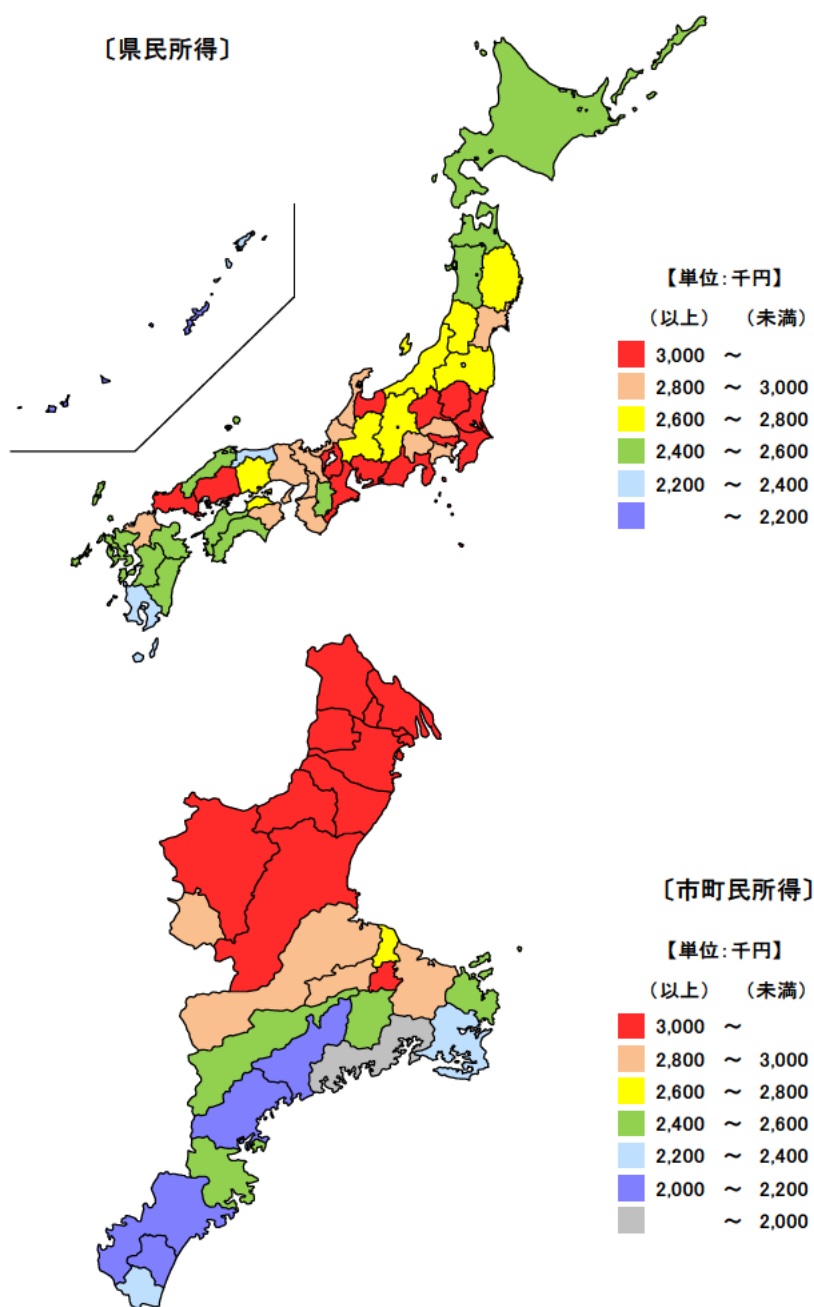 〔県民所得〕
【単位：千円】
（以上） （未満）
3,000 ～
2,800 ～ 3,000
2,600 ～ 2,800
2,400 ～ 2,600
2,200 ～ 2,400
～ 2,200
〔市町民所得〕
【単位：千円】
（以上） （未満）
3,000 ～
2,800 ～ 3,000
2,600 ～ 2,800
2,400 ～ 2,600
2,200 ～ 2,400
2,000 ～ 2,200
～ 2,000